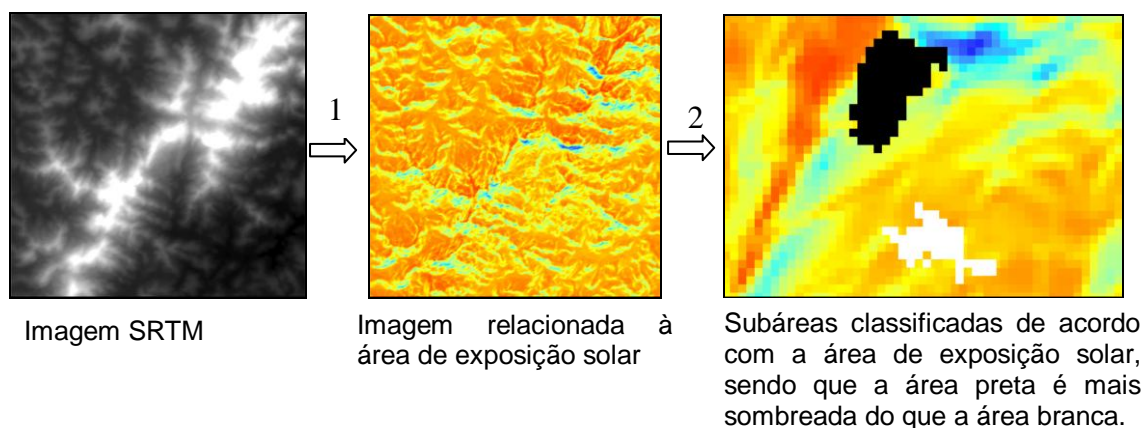 1
2
Imagem SRTM
Imagem relacionada à
área de exposição solar
Subáreas classificadas de acordo
com a área de exposição solar,
sendo que a área preta é mais
sombreada do que a área branca.